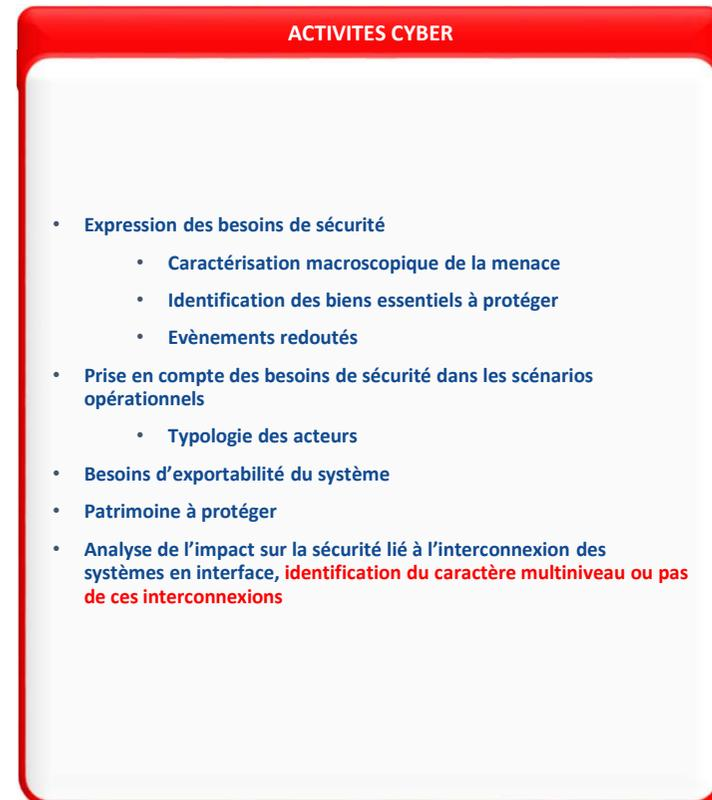 ACTIVITES CYBER
• Expression des besoins de sécurité
• Caractérisation macroscopique de la menace
• Identification des biens essentiels à protéger
• Evènements redoutés
• Prise en compte des besoins de sécurité dans les scénarios
opérationnels
• Typologie des acteurs
• Besoins d’exportabilité du système
• Patrimoine à protéger
• Analyse de l’impact sur la sécurité lié à l’interconnexion des
systèmes en interface, identification du caractère multiniveau ou pas
de ces interconnexions